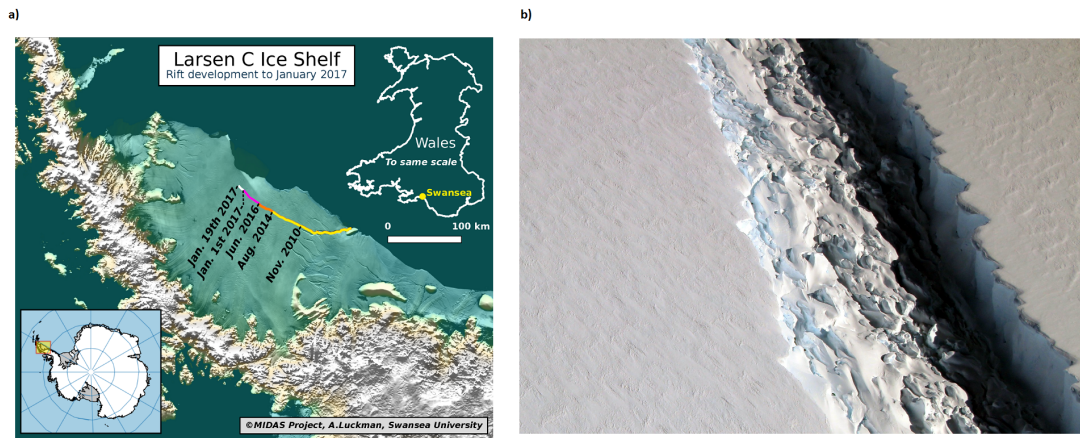 a)
b)
Larsen C Ice Shelf
Rift development to January 2017
Wales
To same scale
Swansea
0
100 km
Jan. 19th 2017
Jan. 1st 2017
Jun. 2016
Aug. 2014
Nov. 2010
©MIDAS Project, A.Luckman, Swansea University